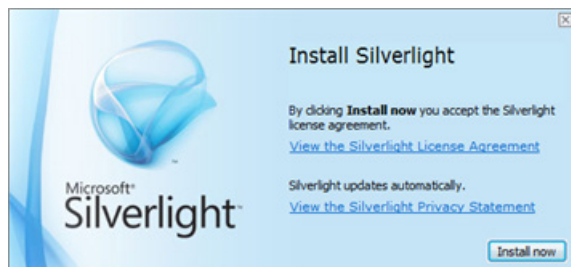 Install Silverlight
By clicking Install now you accept the Silverlight
license agreement.
View the Silverlight License Agreement
Microsoft®
Silverlight™
Silverlight updates automatically.
View the Silverlight Privacy Statement
Install now